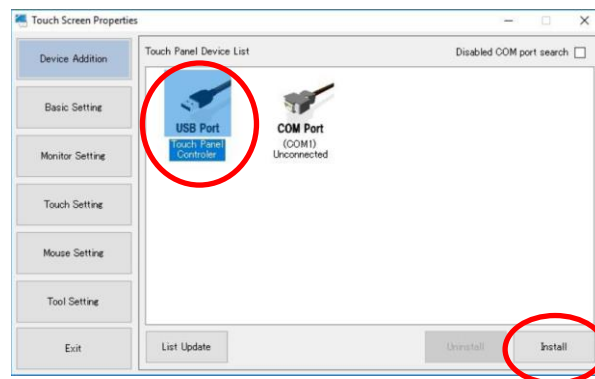 Touch Screen Properties
Device Addition
Basic Setting
Monitor Setting
Touch Setting
Mouse Setting
Tool Setting
Exit
Touch Panel Device List
Disabled COM port search
USB Port
Touch Panel
Controler
COM Port
(COM1)
Unconnected
List Update
Uninstall
Install